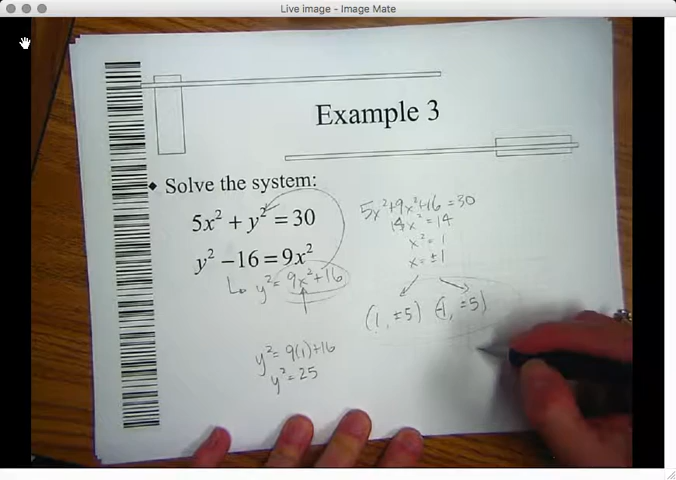 Live image - Image Mate
Example 3
Solve the system:
5x² + y² = 30
y² – 16 = 9x²
y² = 9x²+16
5x²+9x²+16 = 30
14x² = 14
x² = 1
x = ±1
(1, ±5) (-1, ±5)
y² = 9(1)+16
y² = 25